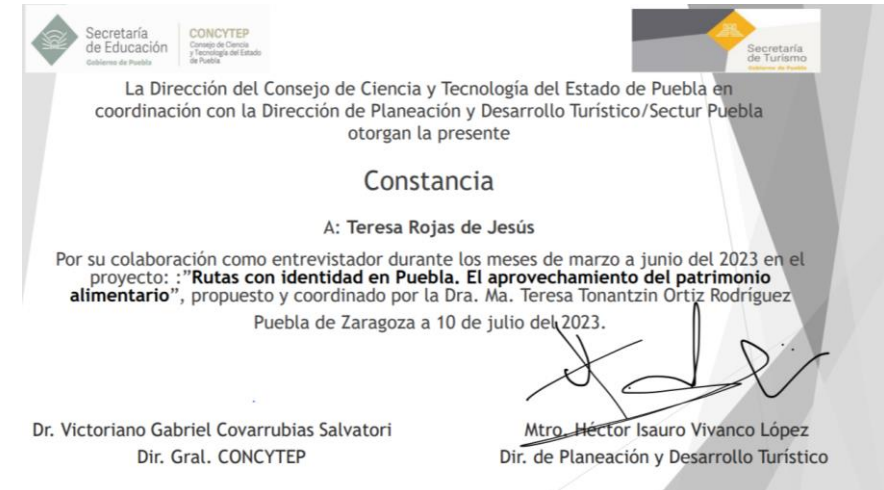 Secretaría
de Educación
Gobierno de Puebla
CONCYTEP
Consejo de Ciencia
y Tecnología del Estado
de Puebla
Secretaría
de Turismo
Gobierno de Puebla
La Dirección del Consejo de Ciencia y Tecnología del Estado de Puebla en
coordinación con la Dirección de Planeación y Desarrollo Turístico/Sectur Puebla
otorgan la presente
Constancia
A: Teresa Rojas de Jesús
Por su colaboración como entrevistador durante los meses de marzo a junio del 2023 en el
proyecto: :”Rutas con identidad en Puebla. El aprovechamiento del patrimonio
alimentario”, propuesto y coordinado por la Dra. Ma. Teresa Tonantzin Ortiz Rodríguez
Puebla de Zaragoza a 10 de julio del 2023.
Dr. Victoriano Gabriel Covarrubias Salvatori
Dir. Gral. CONCYTEP
Mtro. Héctor Isauro Vivanco López
Dir. de Planeación y Desarrollo Turístico